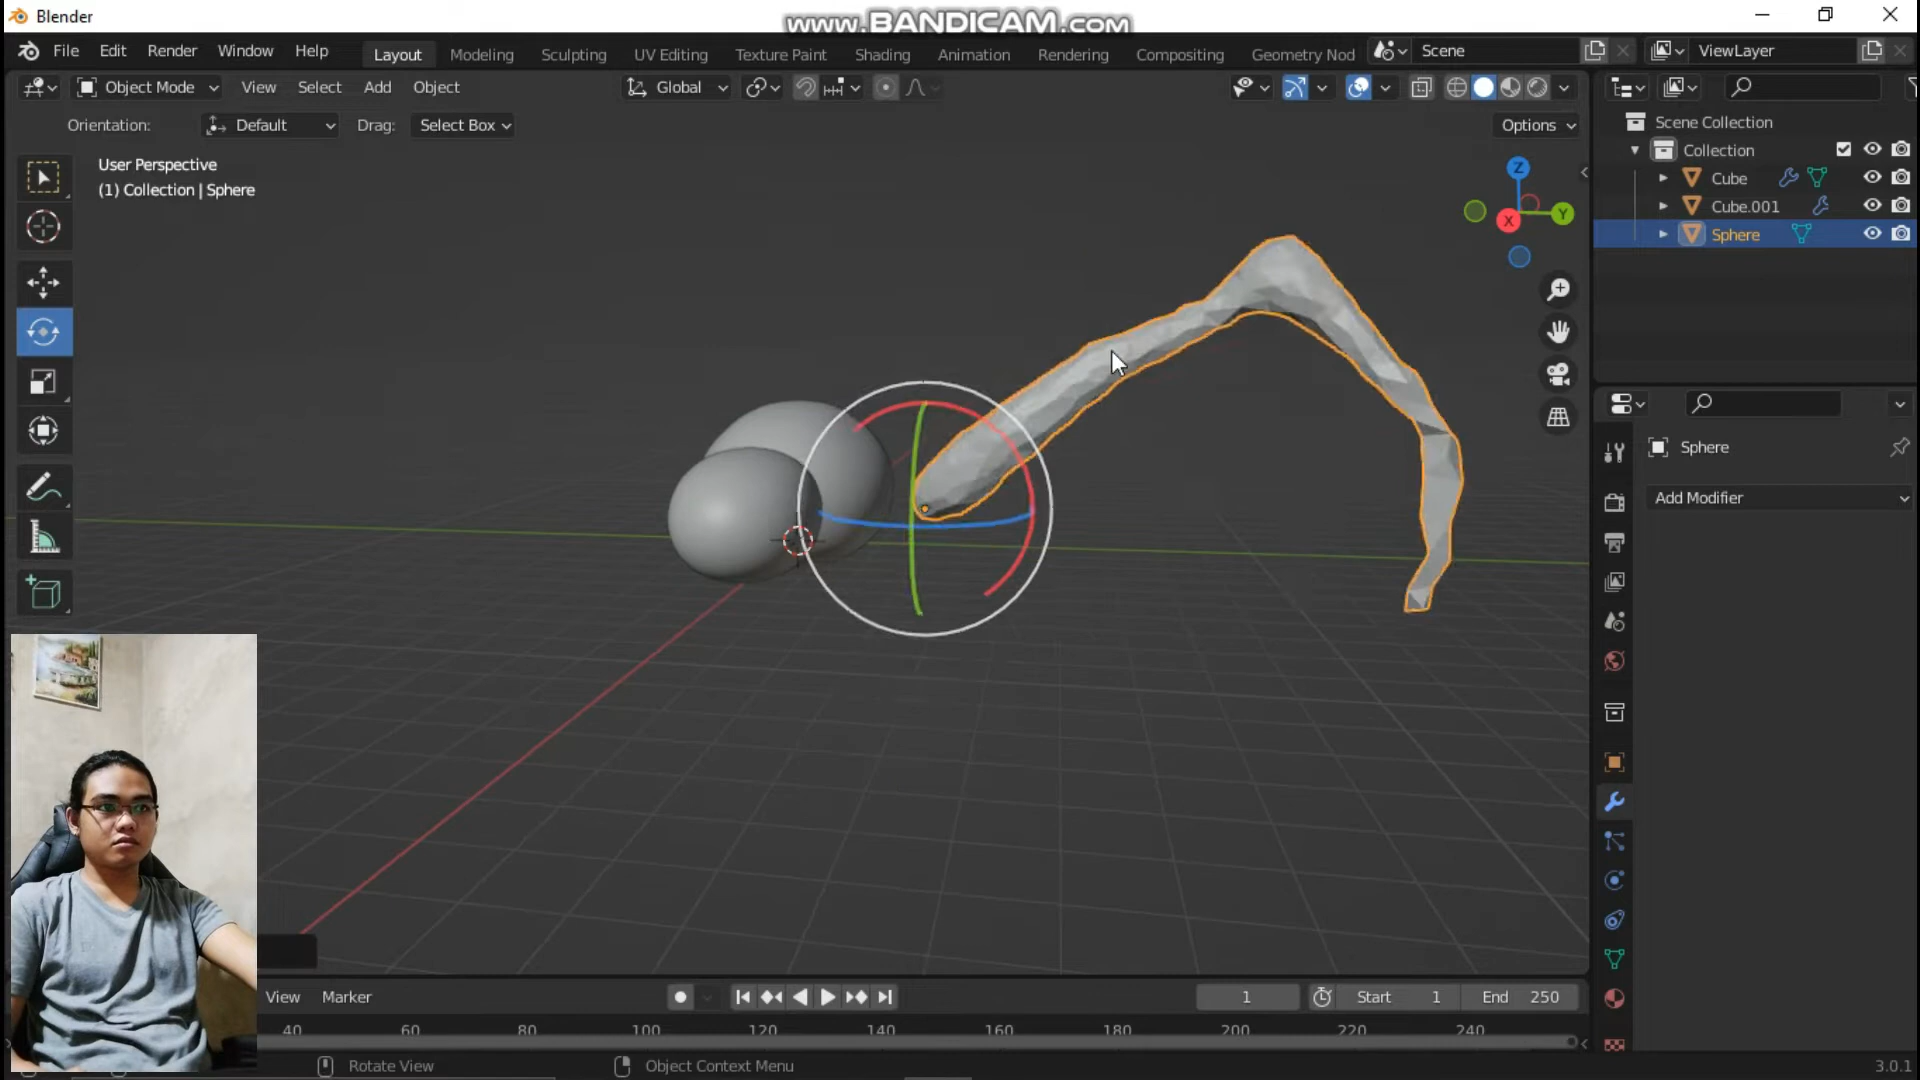 Blender
www.BANDICAM.com
File Edit Render Window Help
Layout Modeling Sculpting UV Editing Texture Paint Shading Animation Rendering Compositing Geometry Nod
Scene
ViewLayer
Object Mode View Select Add Object
Global
Orientation: Default Drag: Select Box
Options
User Perspective
(1) Collection | Sphere
Z
X
Y
Scene Collection
Collection
Cube
Cube.001
Sphere
Sphere
Add Modifier
View Marker
1
Start 1
End 250
40 60 80 100 120 140 160 180 200 220 240
Rotate View
Object Context Menu
3.0.1